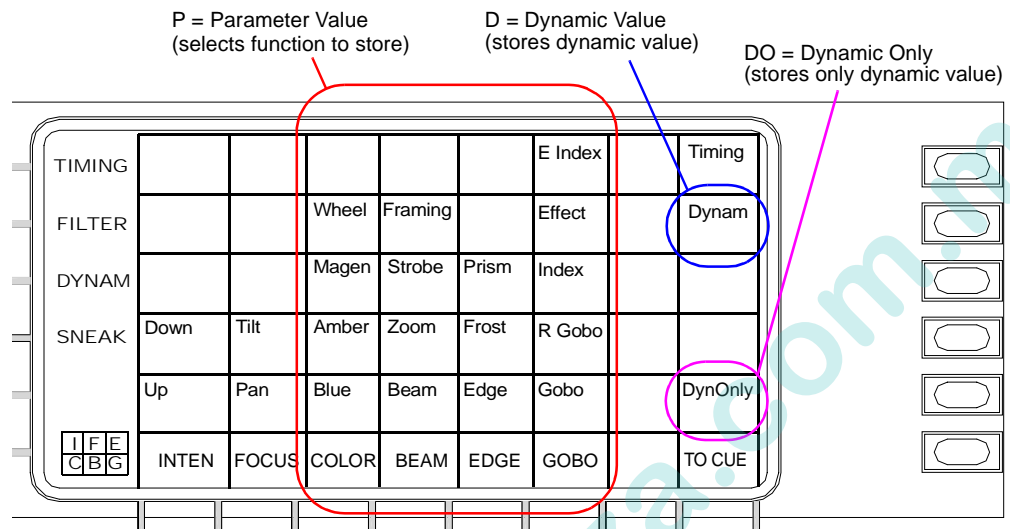 P = Parameter Value
(selects function to store)
D = Dynamic Value
(stores dynamic value)
DO = Dynamic Only
(stores only dynamic value)
TIMING E Index Timing
FILTER Wheel Framing Effect Dynam
DYNAM Magen Strobe Prism Index
SNEAK Down Tilt Amber Zoom Frost R Gobo
Up Pan Blue Beam Edge Gobo DynOnly
I F E
C B G
INTEN FOCUS COLOR BEAM EDGE GOBO TO CUE
za.com.m